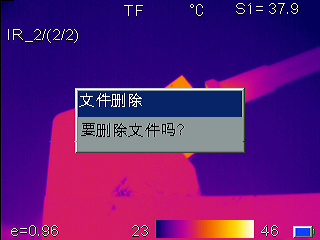 TF °C S1= 37.9
IR_2/(2/2)
文件删除
要删除文件吗?
e=0.96 23 46